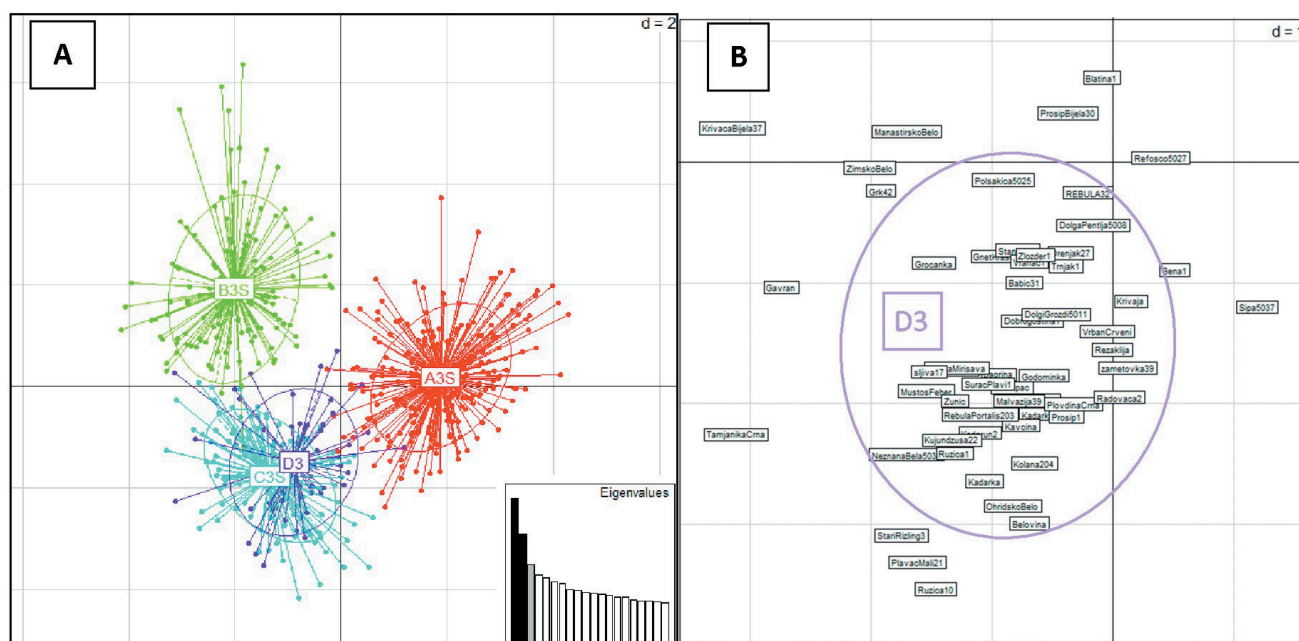 A
d = 2
B3S
A3S
D3
C3S
Eigenvalues
B
d = 1
Blatina1
ProsipBijela30
KrivacaBijela37
ManastirskoBelo
Refosco5027
ZimskoBelo
Polsakica5025
Grk42
REBULA32
DolgaPentlja5008
Zlozder1
Grocanka
Trnjak1
Babic31
Gavran
Krivaja
Sipa5037
D3
DolgiGrozdi5011
VrbanCrveni
Rezaklija
sljiva17
zametovka39
Godominka
SuracPlavi1
MustosFeher
Radovaca2
Zunic
Malvazija39
PlovdinaCrna
RebulaPortalis203
Prosip1
Kavcina
TamjanikaCrna
Kujundzusa22
Ruzica1
Kolana204
Kadarka
OhridskoBelo
Belovina
StariRizling3
PlavacMali21
Ruzica10